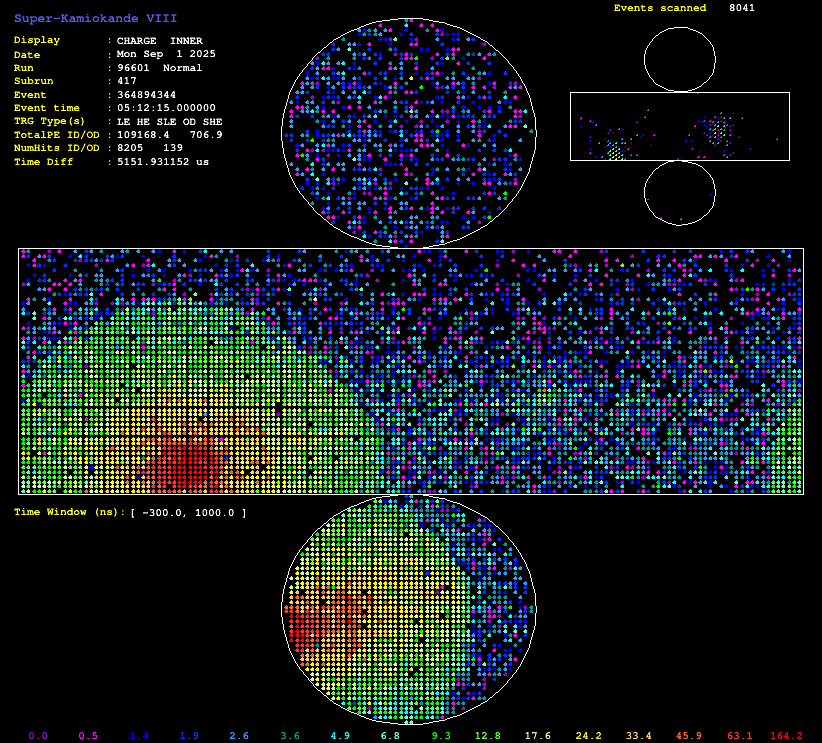 Events scanned 8041
Super-Kamiokande VIII
Display : CHARGE INNER
Date : Mon Sep 1 2025
Run : 96601 Normal
Subrun : 417
Event : 364894344
Event time : 05:12:15.000000
TRG Type(s) : LE HE SLE OD SHE
TotalPE ID/OD : 109168.4 706.9
NumHits ID/OD : 8205 139
Time Diff : 5151.931152 us
Time Window (ns): [ -300.0, 1000.0 ]
0.0 0.5 1.4 1.9 2.6 3.6 4.9 6.8 9.3 12.8 17.6 24.2 33.4 45.9 63.1 164.2